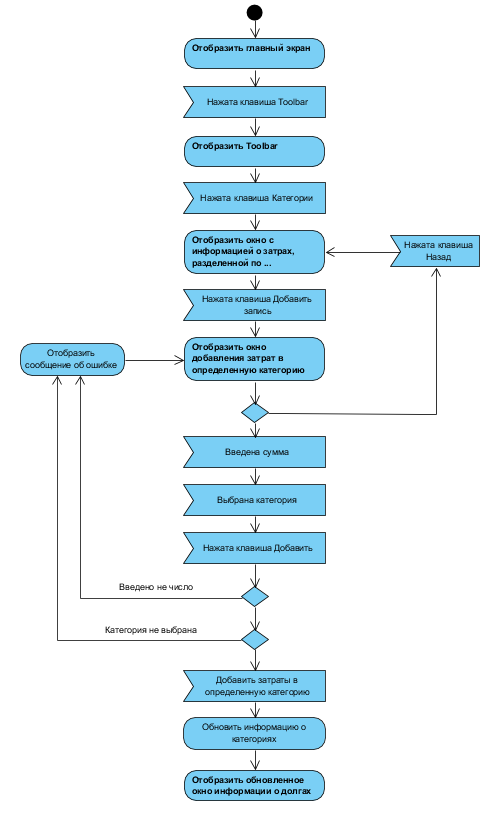 Отобразить главный экран
Нажата клавиша Toolbar
Отобразить Toolbar
Нажата клавиша Категории
Отобразить окно с
информацией о затрах,
разделенной по ...
Нажата клавиша
Назад
Нажата клавиша Добавить
запись
Отобразить окно
добавления затрат в
определенную категорию
Отобразить
сообщение об ошибке
Введена сумма
Выбрана категория
Нажата клавиша Добавить
Введено не число
Категория не выбрана
Добавить затраты в
определенную категорию
Обновить информацию о
категориях
Отобразить обновленное
окно информации о долгах